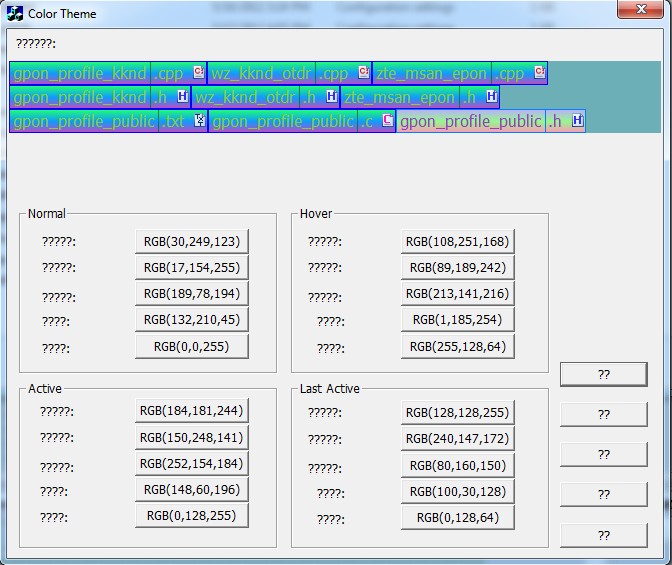 Color Theme
??????:
gpon_profile_kknd .cpp wz_kknd_otdr .cpp zte_msan_epon .cpp
gpon_profile_kknd .h wz_kknd_otdr .h zte_msan_epon .h
gpon_profile_public .txt gpon_profile_public .c gpon_profile_public .h
Normal
?????: RGB(30,249,123)
?????: RGB(17,154,255)
?????: RGB(189,78,194)
????: RGB(132,210,45)
????: RGB(0,0,255)
Hover
?????: RGB(108,251,168)
?????: RGB(89,189,242)
?????: RGB(213,141,216)
????: RGB(1,185,254)
????: RGB(255,128,64)
Active
?????: RGB(184,181,244)
?????: RGB(150,248,141)
?????: RGB(252,154,184)
????: RGB(148,60,196)
????: RGB(0,128,255)
Last Active
?????: RGB(128,128,255)
?????: RGB(240,147,172)
?????: RGB(80,160,150)
????: RGB(100,30,128)
????: RGB(0,128,64)
??
??
??
??
??